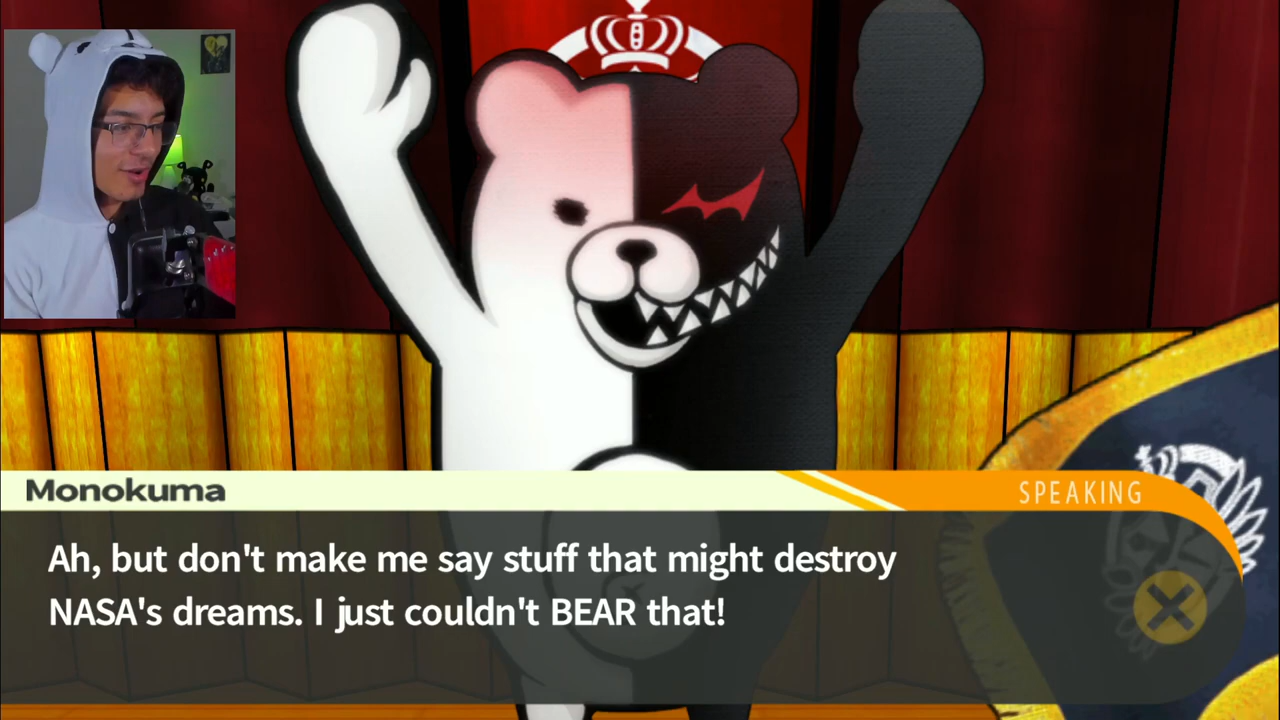 Monokuma
SPEAKING
Ah, but don't make me say stuff that might destroy
NASA's dreams. I just couldn't BEAR that!